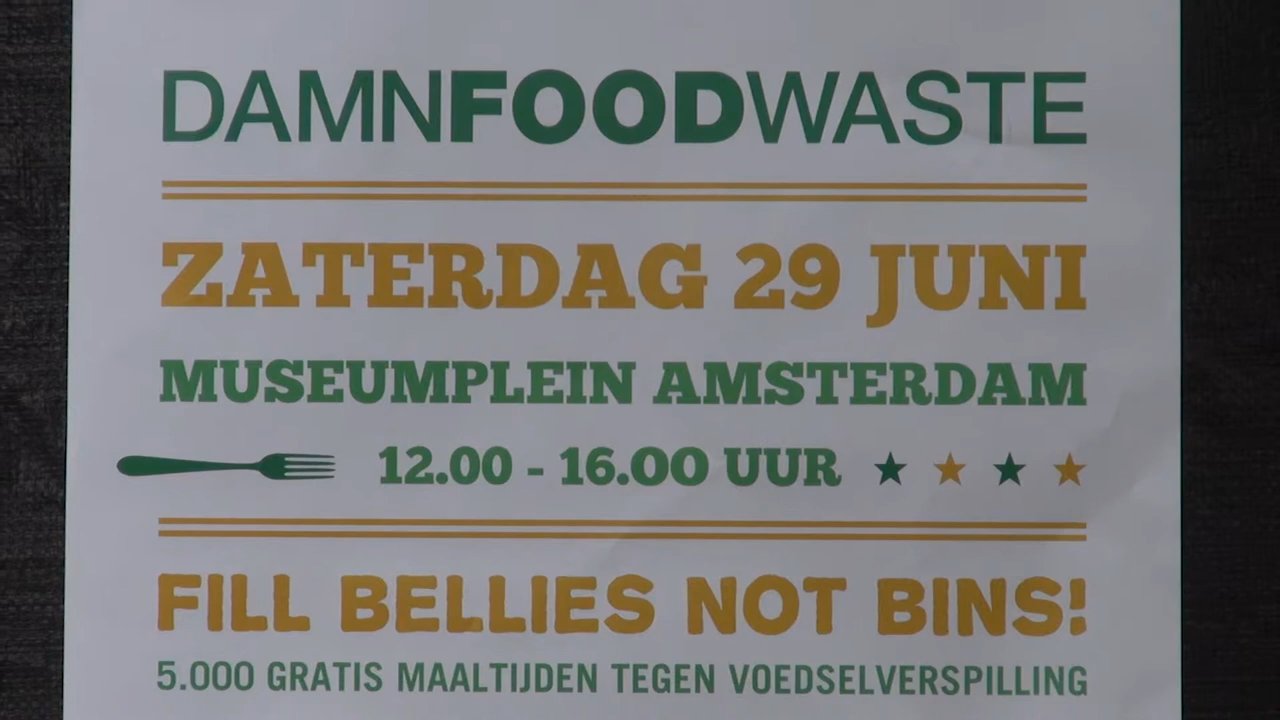 DAMNFOODWASTE
ZATERDAG 29 JUNI
MUSEUMPLEIN AMSTERDAM
12.00 - 16.00 UUR
FILL BELLIES NOT BINS!
5.000 GRATIS MAALTIJDEN TEGEN VOEDSELVERSPILLING